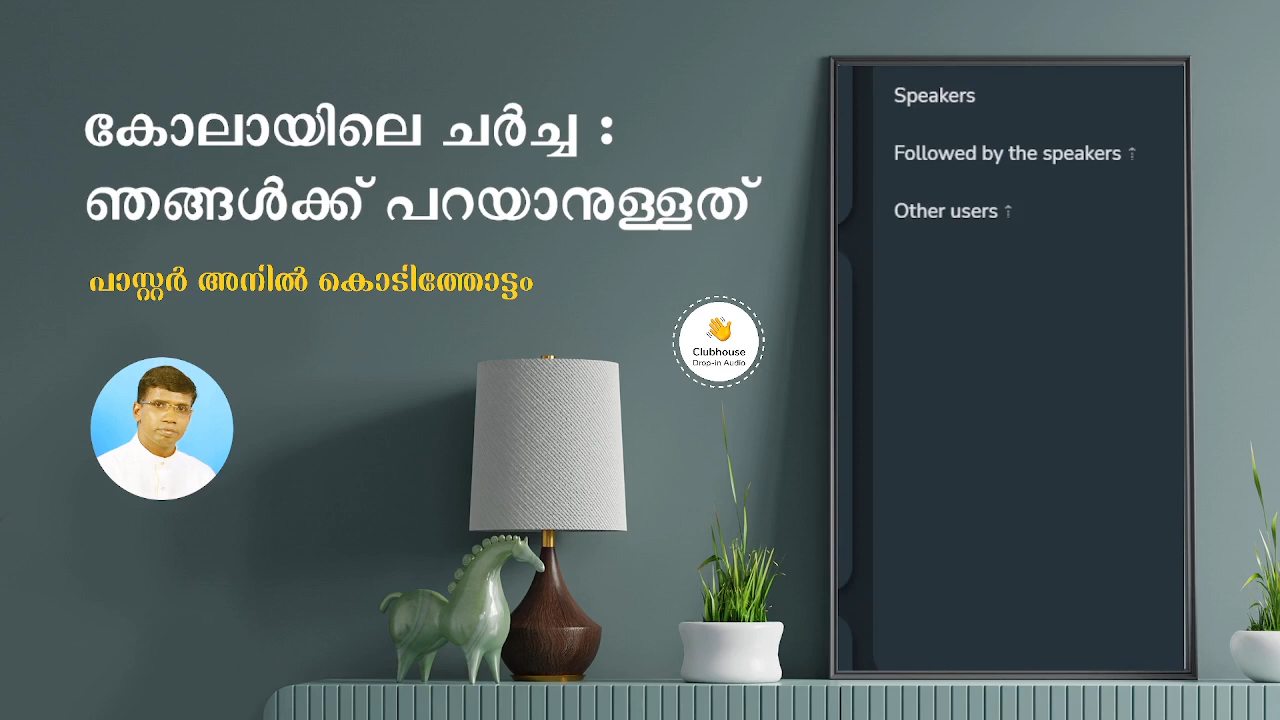 കോലായിലെ ചർച്ച :
ഞങ്ങൾക്ക് പറയാനുള്ളത്
പാസ്റ്റർ അനിൽ കൊടിത്തോട്ടം
Clubhouse
Drop-in Audio
Speakers
Followed by the speakers ⇡
Other users ⇡